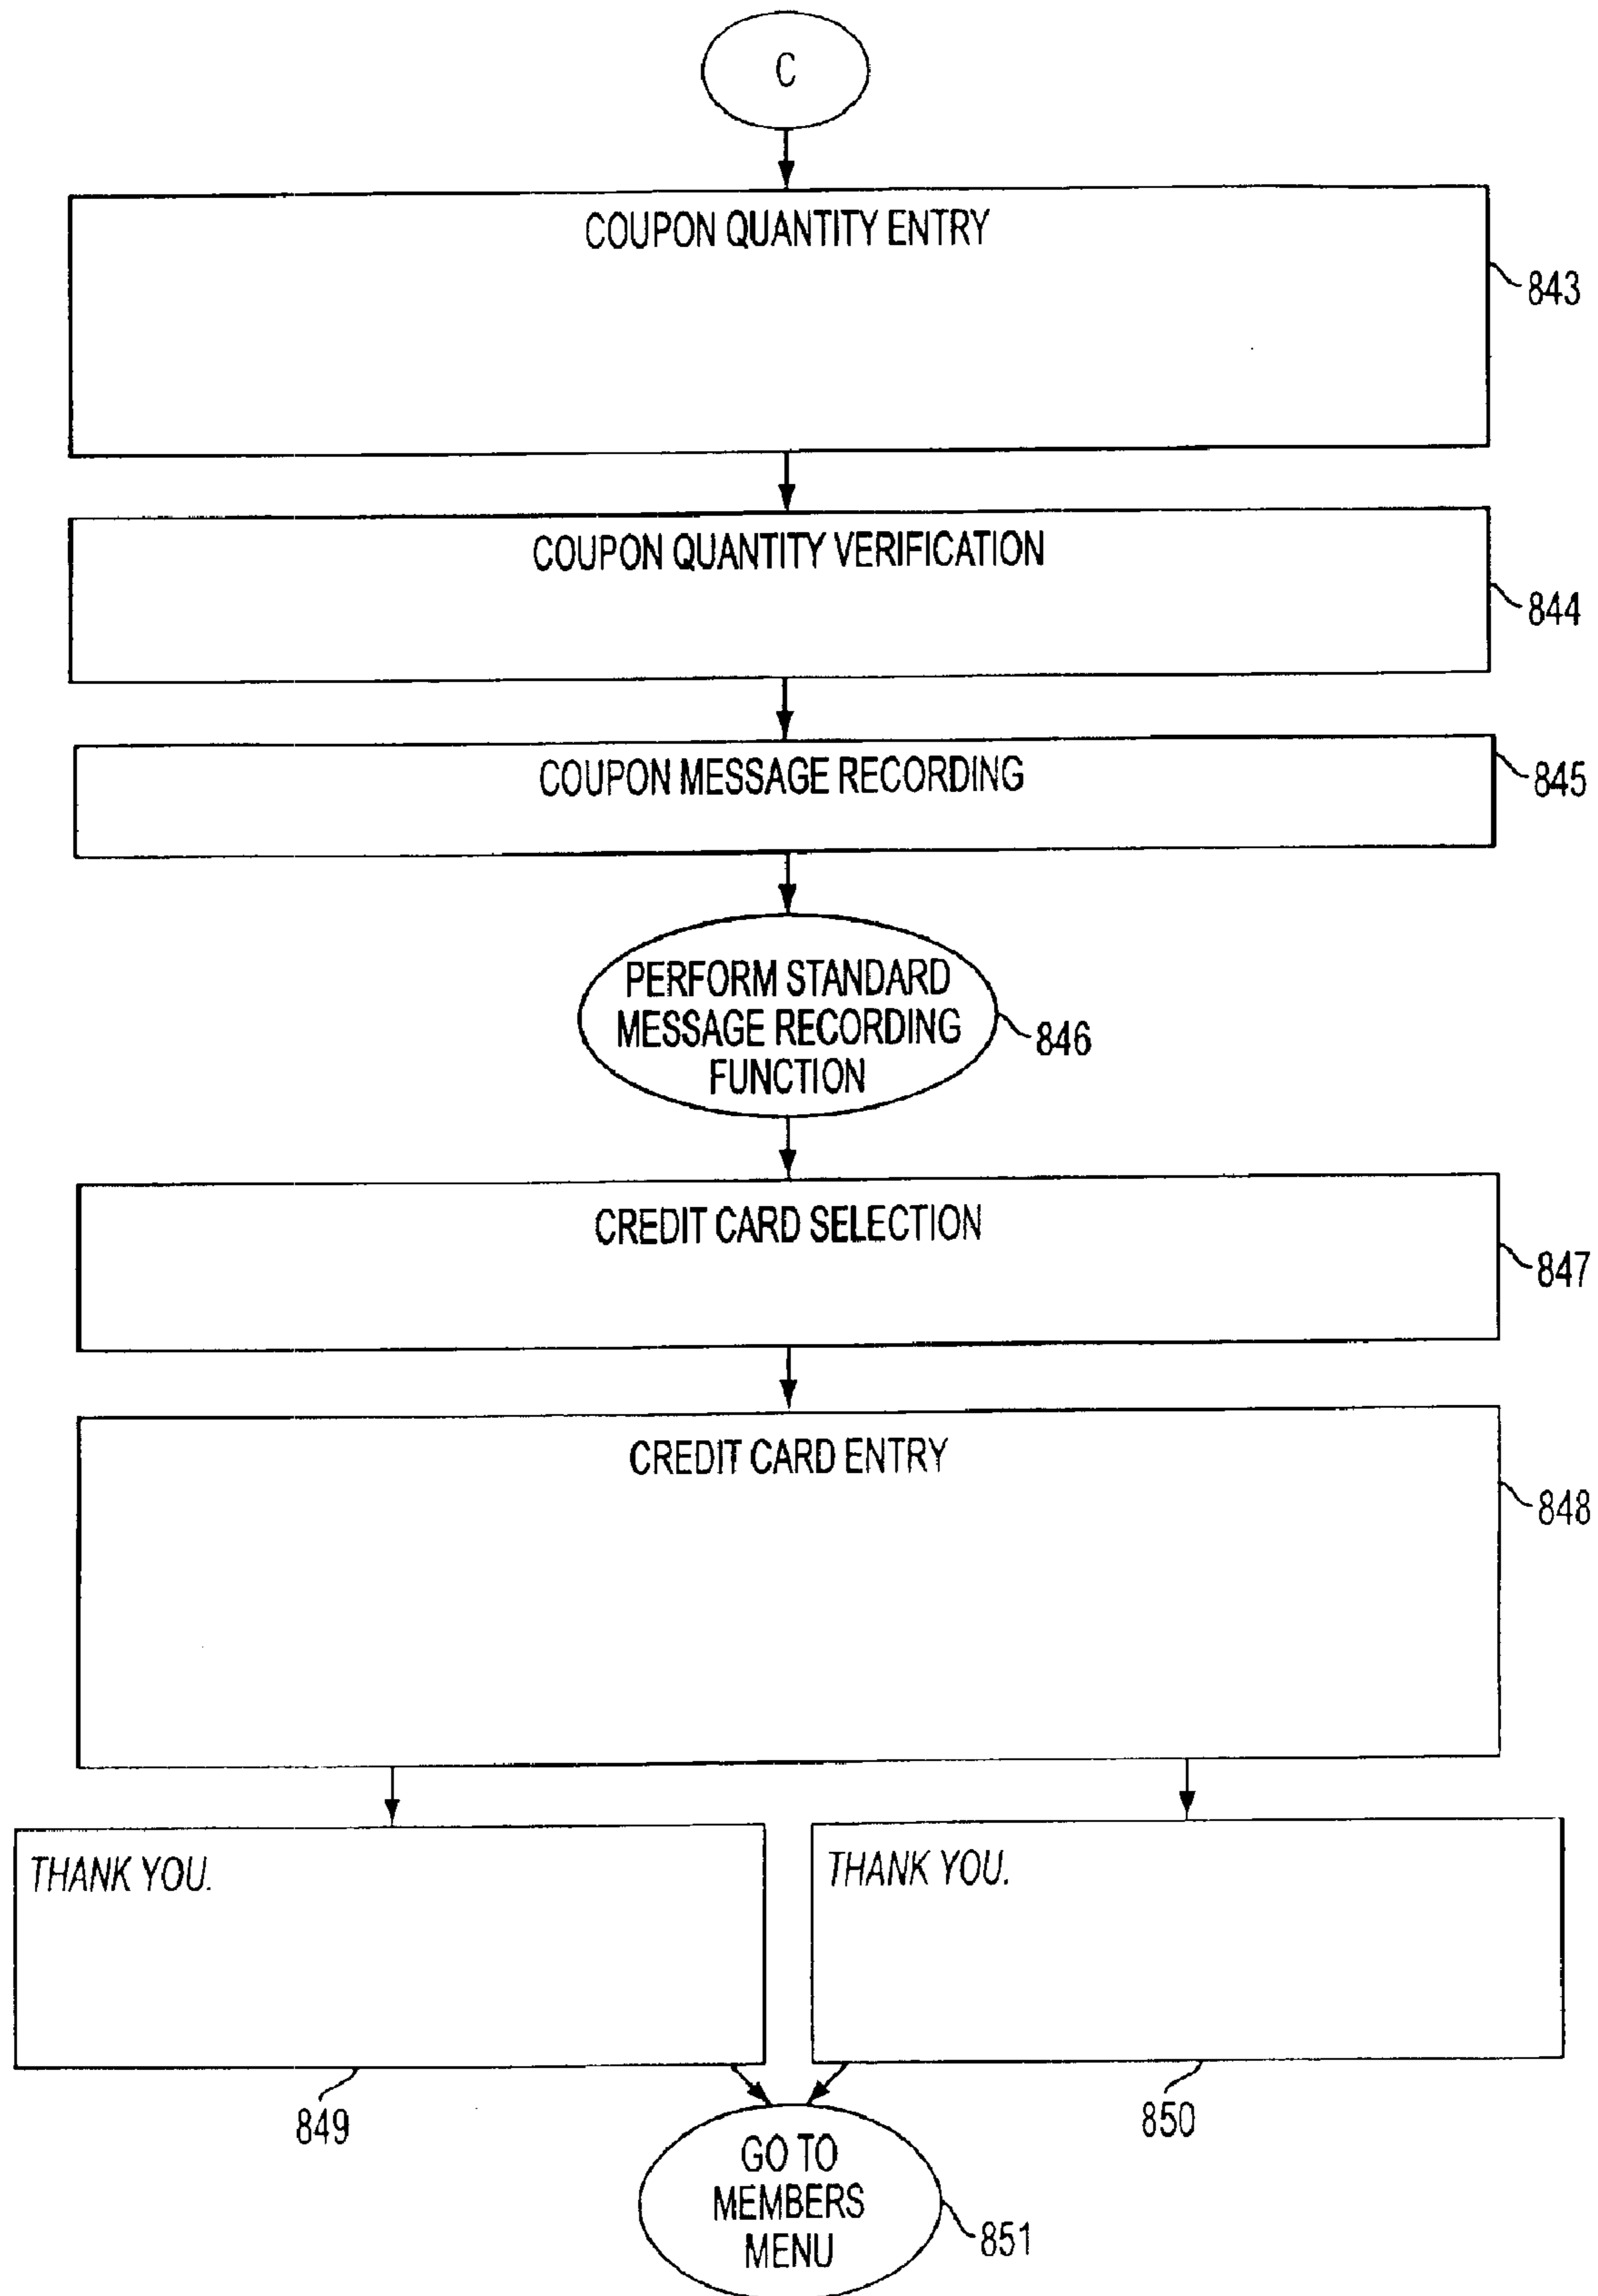 C
COUPON QUANTITY ENTRY
843
COUPON QUANTITY VERIFICATION
844
COUPON MESSAGE RECORDING
845
PERFORM STANDARD
MESSAGE RECORDING
FUNCTION
846
CREDIT CARD SELECTION
847
CREDIT CARD ENTRY
848
THANK YOU.
THANK YOU.
849
850
GO TO
MEMBERS
MENU
851